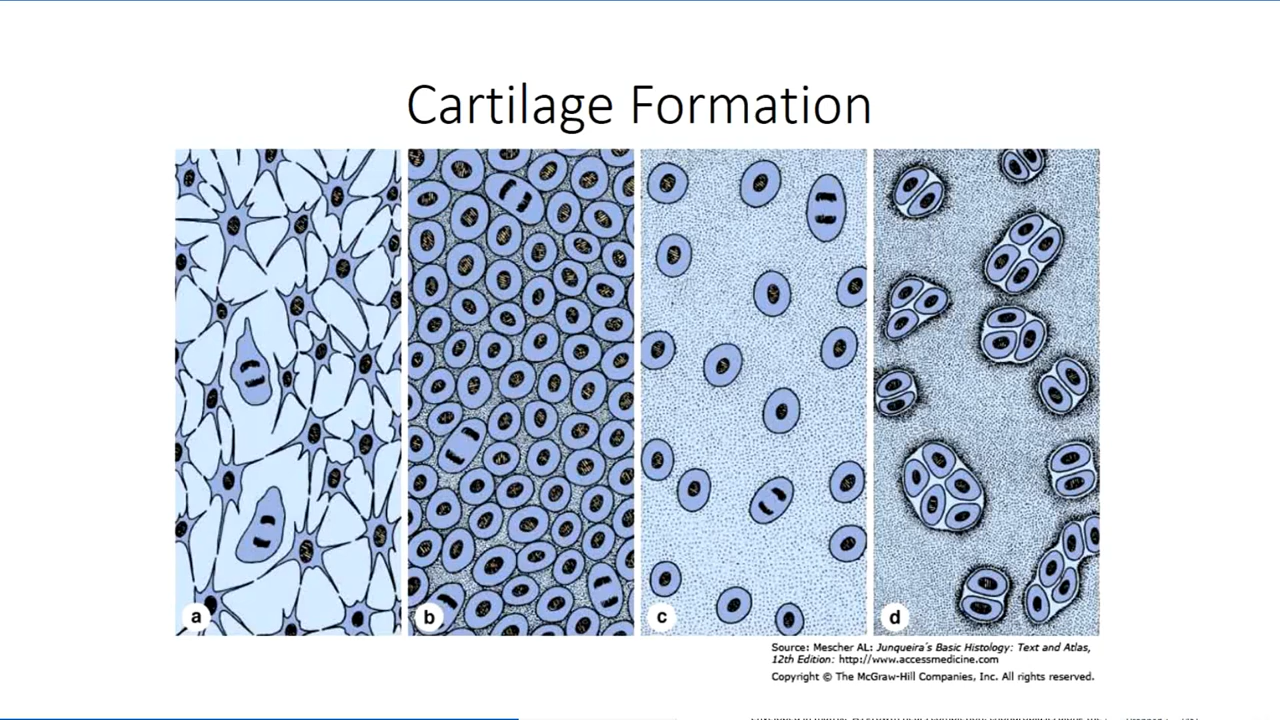 Cartilage Formation
a
b
c
d
Source: Mescher AL: Junqueira´s Basic Histology: Text and Atlas,
12th Edition: http://www.accessmedicine.com
Copyright © The McGraw-Hill Companies, Inc. All rights reserved.